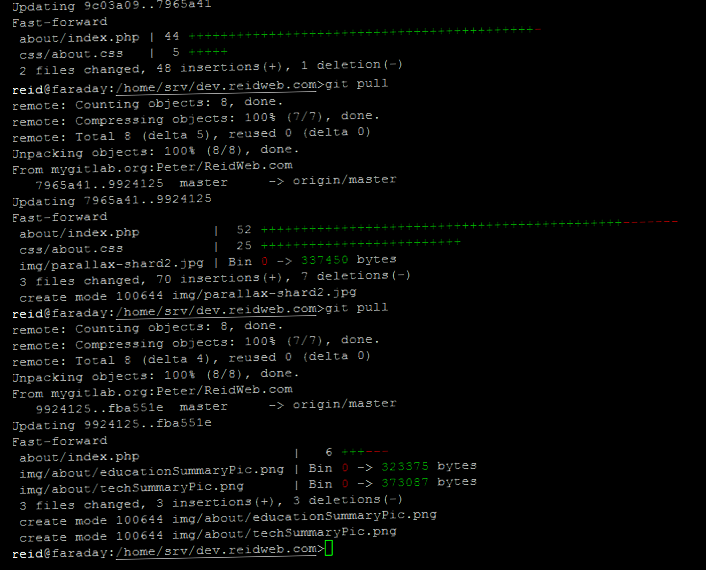 Updating 9c03a09..7965a41
Fast-forward
about/index.php | 44 +++++++++++++++++++++++++++++++++++++++++++-
css/about.css | 5 +++++
2 files changed, 48 insertions(+), 1 deletion(-)
reid@faraday:/home/srv/dev.reidweb.com>git pull
remote: Counting objects: 8, done.
remote: Compressing objects: 100% (7/7), done.
remote: Total 8 (delta 5), reused 0 (delta 0)
Unpacking objects: 100% (8/8), done.
From mygitlab.org:Peter/ReidWeb.com
7965a41..9924125 master -> origin/master
Updating 7965a41..9924125
Fast-forward
about/index.php | 52 +++++++++++++++++++++++++++++++++++++++++++++-------
css/about.css | 25 +++++++++++++++++++++++++
img/parallax-shard2.jpg | Bin 0 -> 337450 bytes
3 files changed, 70 insertions(+), 7 deletions(-)
create mode 100644 img/parallax-shard2.jpg
reid@faraday:/home/srv/dev.reidweb.com>git pull
remote: Counting objects: 8, done.
remote: Compressing objects: 100% (7/7), done.
remote: Total 8 (delta 4), reused 0 (delta 0)
Unpacking objects: 100% (8/8), done.
From mygitlab.org:Peter/ReidWeb.com
9924125..fba551e master -> origin/master
Updating 9924125..fba551e
Fast-forward
about/index.php | 6 +++---
img/about/educationSummaryPic.png | Bin 0 -> 323375 bytes
img/about/techSummaryPic.png | Bin 0 -> 373087 bytes
3 files changed, 3 insertions(+), 3 deletions(-)
create mode 100644 img/about/educationSummaryPic.png
create mode 100644 img/about/techSummaryPic.png
reid@faraday:/home/srv/dev.reidweb.com>